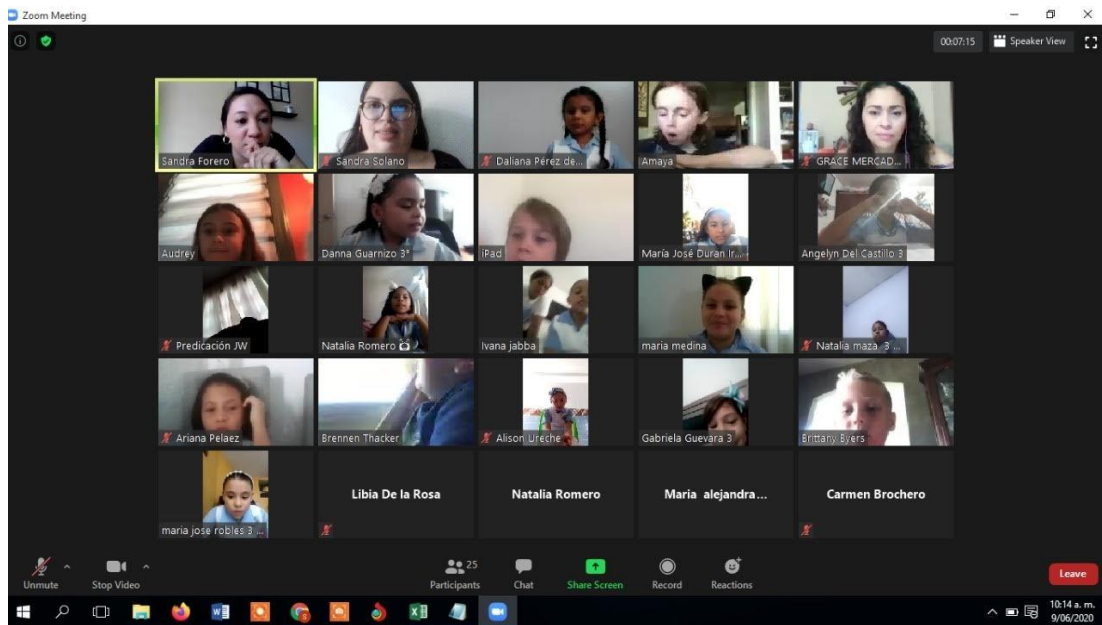 Zoom Meeting
00:07:15 Speaker View
Sandra Forero
Sandra Solano
Daliana Pérez de...
Amaya
GRACE MERCAD...
Audrey
Danna Guarnizo 3°
iPad
María José Duran Ir...
Angelyn Del Castillo 3
Predicación JW
Natalia Romero
Ivana jabba
maria medina
Natalia maza 3 ...
Ariana Pelaez
Brennen Thacker
Alison Ureche
Gabriela Guevara 3
Brittany Byers
maria jose robles 3 ...
Libia De la Rosa
Natalia Romero
Maria alejandra...
Carmen Brochero
Unmute
Stop Video
25
Participants
Chat
Share Screen
Record
Reactions
Leave
10:14 a. m.
9/06/2020